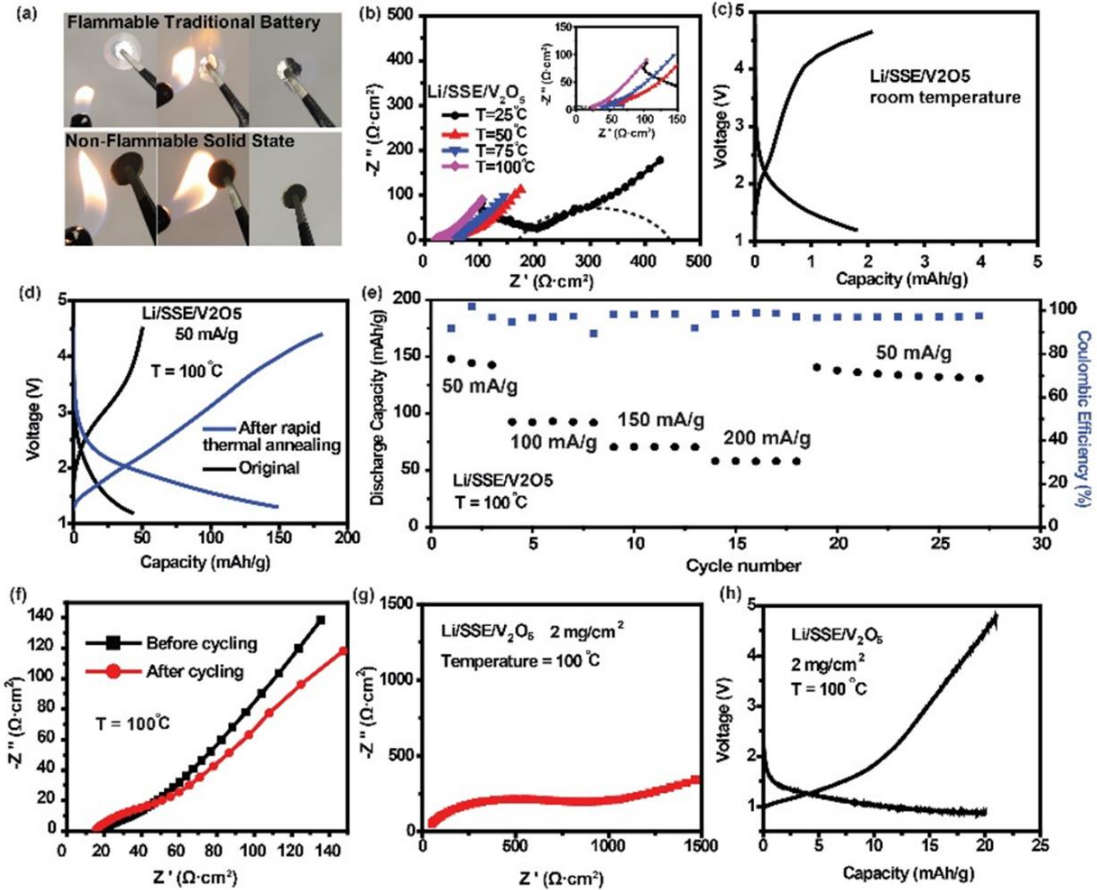 (a)
Flammable Traditional Battery
Non-Flammable Solid State
(b)
500
400
300
200
100
0
-Z'' (Ω·cm²)
Li/SSE/V₂O₅
T=25°C
T=50°C
T=75°C
T=100°C
150
100
50
0
-Z'' (Ω·cm²)
0 50 100 150
Z' (Ω·cm²)
0 100 200 300 400 500
Z' (Ω·cm²)
(c)
5
4
3
2
1
Voltage (V)
Li/SSE/V2O5
room temperature
0 1 2 3 4 5
Capacity (mAh/g)
(d)
5
4
3
2
1
Voltage (V)
Li/SSE/V2O5
50 mA/g
T = 100°C
After rapid
thermal annealing
Original
0 50 100 150 200
Capacity (mAh/g)
(e)
200
150
100
50
0
Discharge Capacity (mAh/g)
50 mA/g
100 mA/g
150 mA/g
200 mA/g
50 mA/g
Li/SSE/V2O5
T = 100°C
100
80
60
40
20
0
Coulombic Efficiency (%)
0 5 10 15 20 25 30
Cycle number
(f)
140
120
100
80
60
40
20
0
-Z'' (Ω·cm²)
Before cycling
After cycling
T = 100°C
0 20 40 60 80 100 120 140
Z' (Ω·cm²)
(g)
1500
1000
500
0
-Z'' (Ω·cm²)
Li/SSE/V₂O₅ 2 mg/cm²
Temperature = 100°C
0 500 1000 1500
Z' (Ω·cm²)
(h)
5
4
3
2
1
Voltage (V)
Li/SSE/V₂O₅
2 mg/cm²
T = 100°C
0 5 10 15 20 25
Capacity (mAh/g)